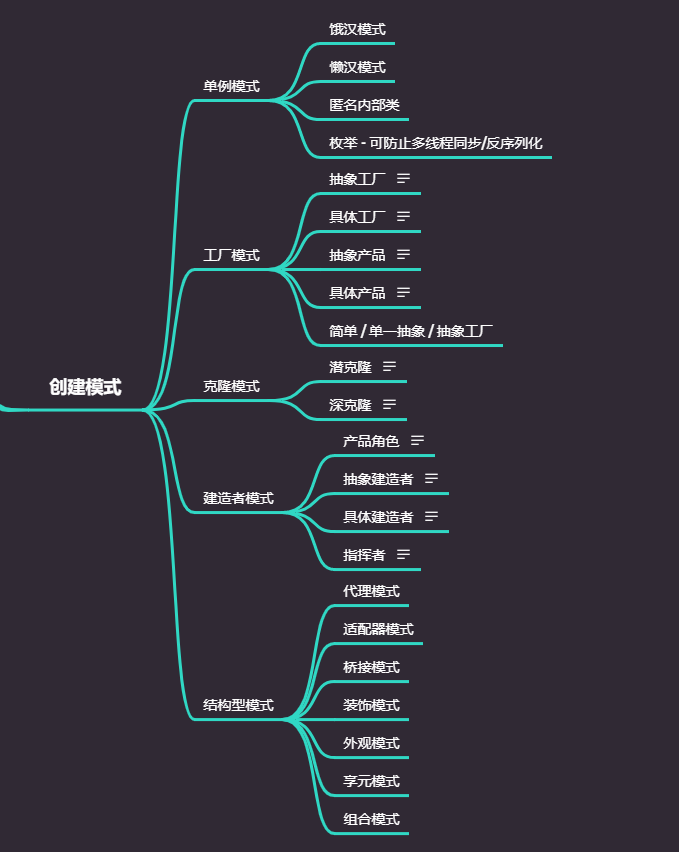 饿汉模式
懒汉模式
单例模式
匿名内部类
枚举 - 可防止多线程同步/反序列化
抽象工厂
具体工厂
工厂模式
抽象产品
具体产品
简单 / 单一抽象 / 抽象工厂
潜克隆
克隆模式
深克隆
创建模式
产品角色
抽象建造者
建造者模式
具体建造者
指挥者
代理模式
适配器模式
桥接模式
结构型模式
装饰模式
外观模式
享元模式
组合模式